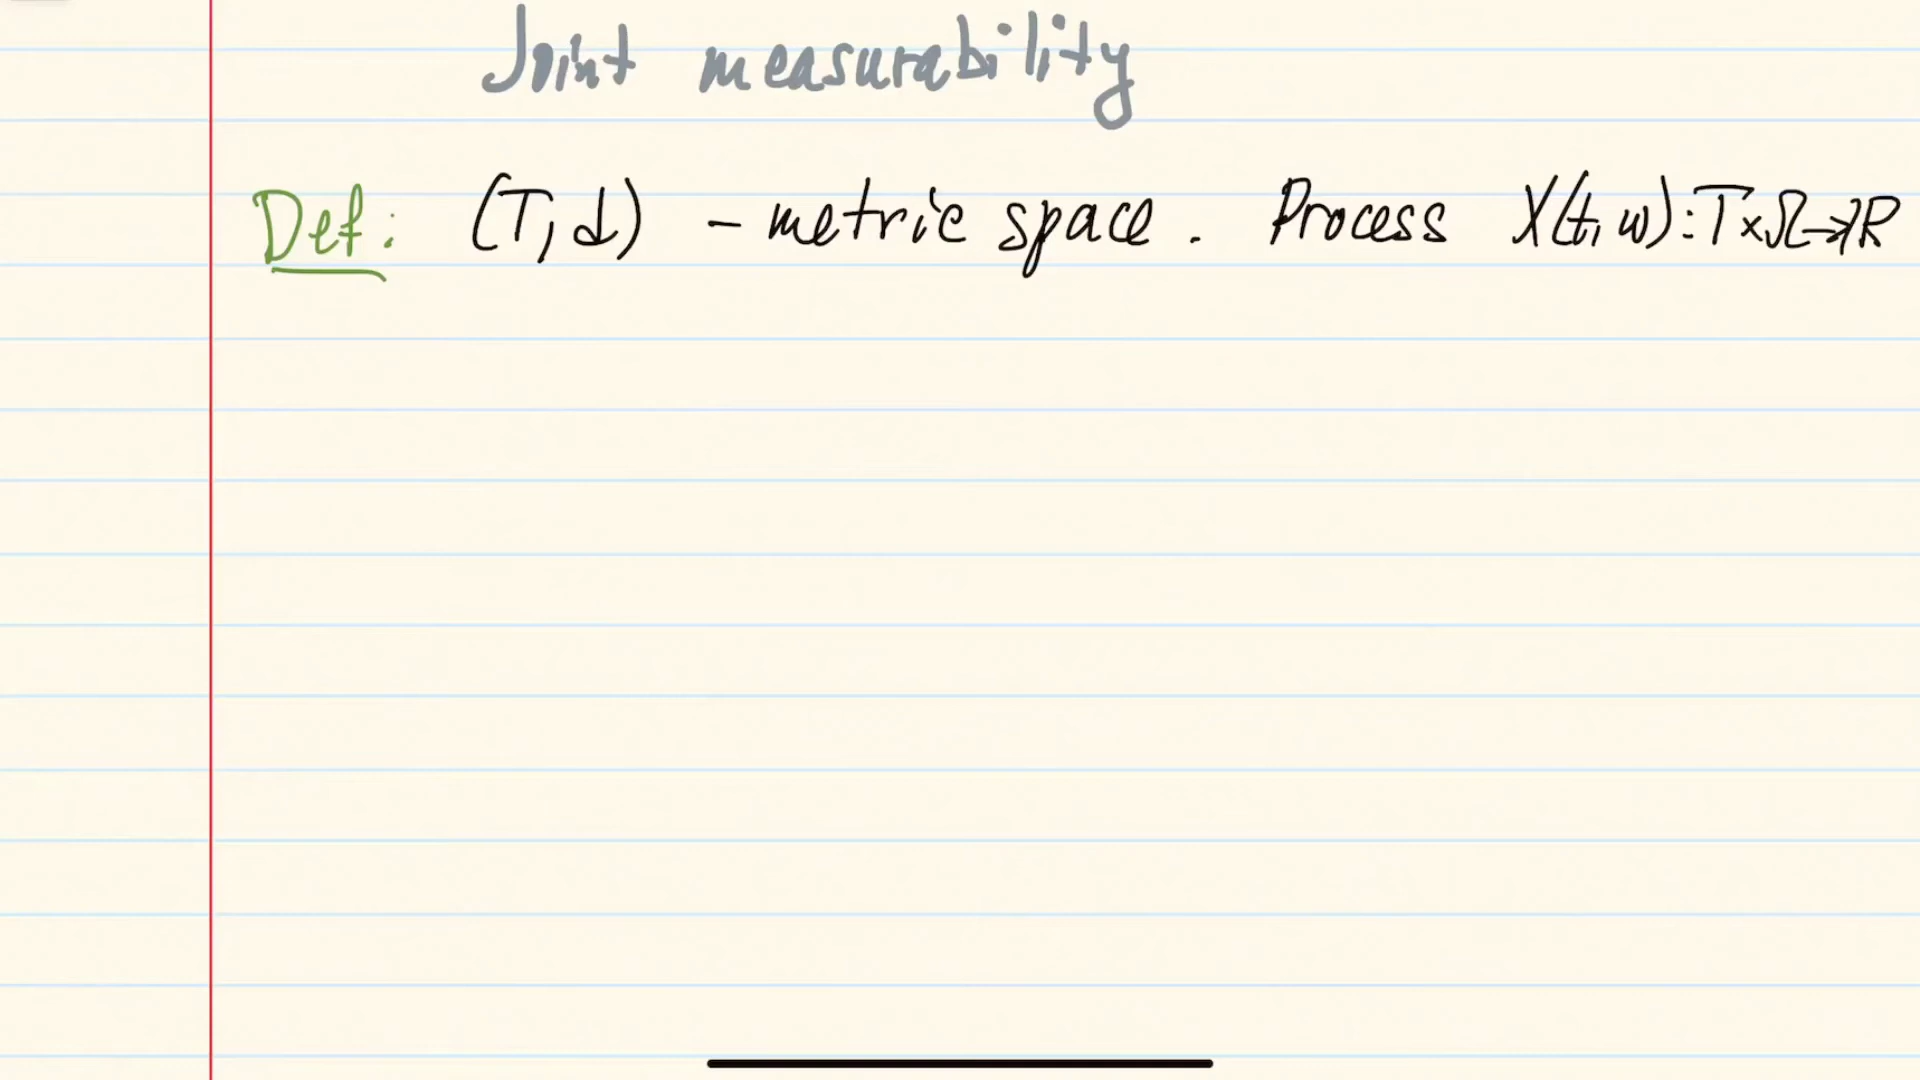 Joint measurability
Def: (T, d) - metric space. Process X(t, ω): T×Ω→ℝ